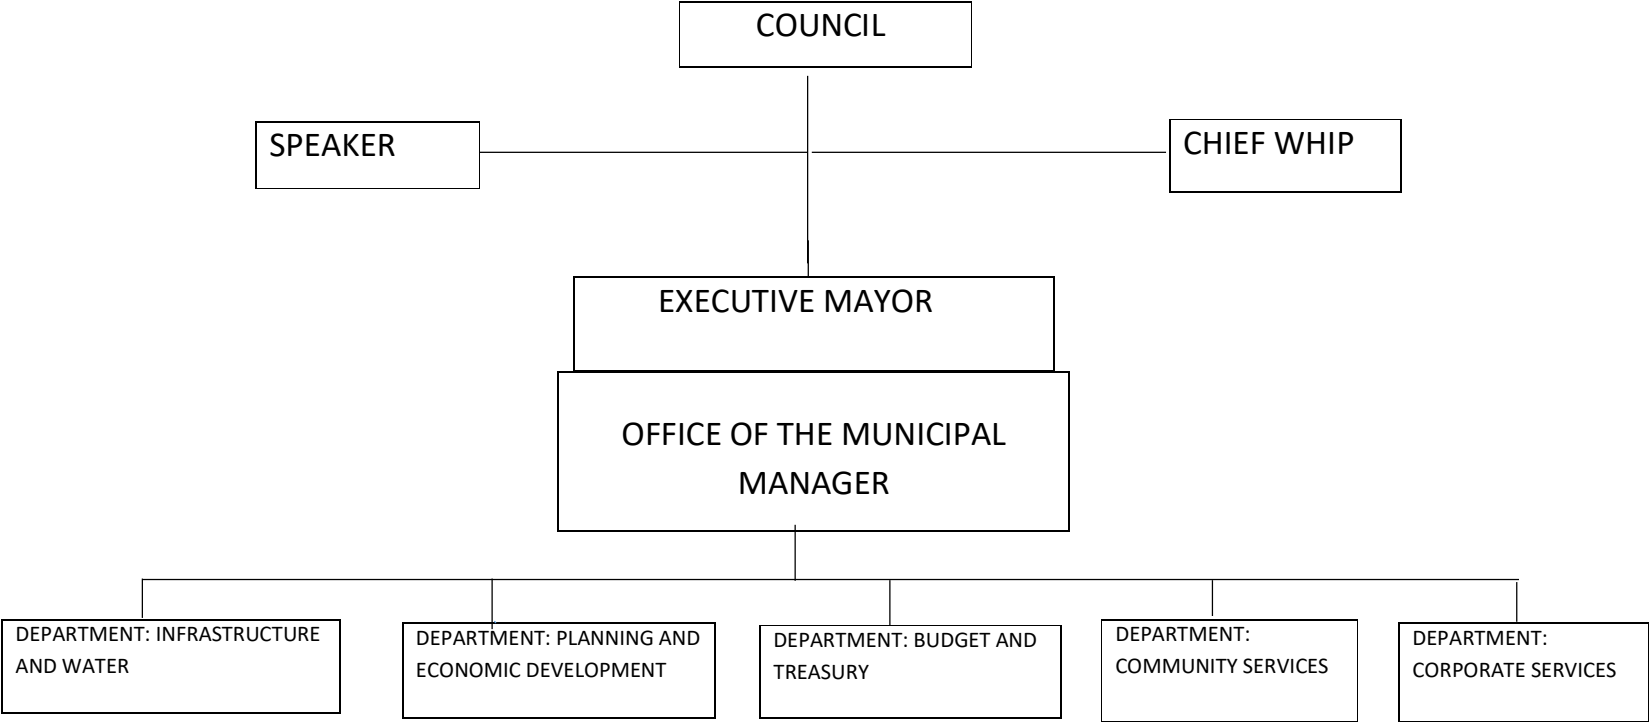 COUNCIL
SPEAKER
CHIEF WHIP
EXECUTIVE MAYOR
OFFICE OF THE MUNICIPAL
MANAGER
DEPARTMENT: INFRASTRUCTURE
AND WATER
DEPARTMENT: PLANNING AND
ECONOMIC DEVELOPMENT
DEPARTMENT: BUDGET AND
TREASURY
DEPARTMENT:
COMMUNITY SERVICES
DEPARTMENT:
CORPORATE SERVICES